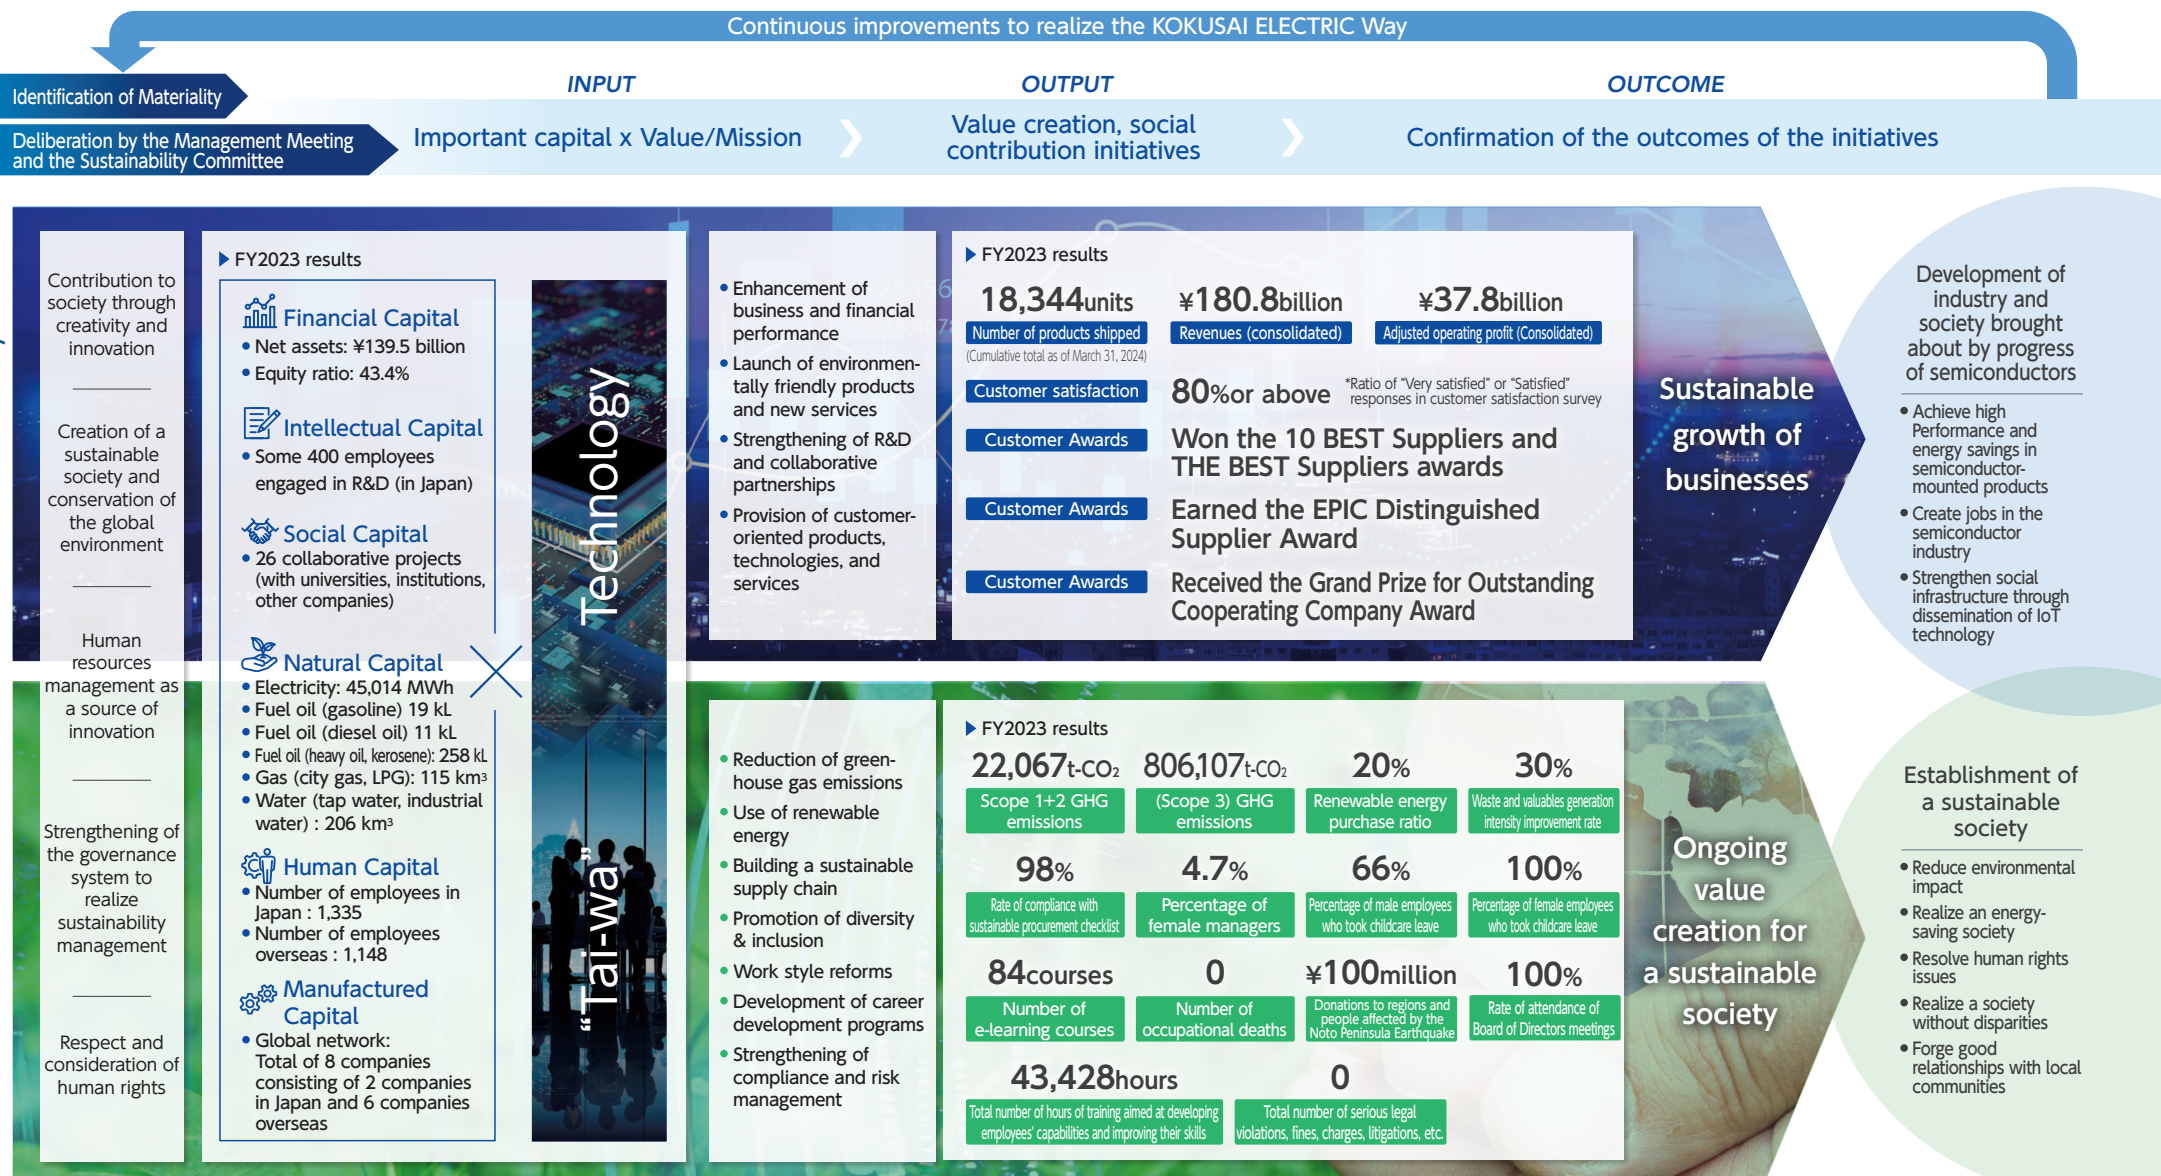 Continuous improvements to realize the KOKUSAI ELECTRIC Way
Identification of Materiality
Deliberation by the Management Meeting
and the Sustainability Committee
INPUT
Important capital x Value/Mission
OUTPUT
Value creation, social
contribution initiatives
OUTCOME
Confirmation of the outcomes of the initiatives
Contribution to
society through
creativity and
innovation
Creation of a
sustainable
society and
conservation of
the global
environment
Human
resources
management as
a source of
innovation
Strengthening of
the governance
system to
realize
sustainability
management
Respect and
consideration of
human rights
FY2023 results
Financial Capital
• Net assets: ¥139.5 billion
• Equity ratio: 43.4%
Intellectual Capital
• Some 400 employees
engaged in R&D (in Japan)
Social Capital
• 26 collaborative projects
(with universities, institutions,
other companies)
Natural Capital
• Electricity: 45,014 MWh
• Fuel oil (gasoline) 19 kL
• Fuel oil (diesel oil) 11 kL
• Fuel oil (heavy oil, kerosene): 258 kL
• Gas (city gas, LPG): 115 km³
• Water (tap water, industrial
water) : 206 km³
Human Capital
• Number of employees in
Japan : 1,335
• Number of employees
overseas : 1,148
Manufactured
Capital
• Global network:
Total of 8 companies
consisting of 2 companies
in Japan and 6 companies
overseas
Technology
“Tai-wa”
• Enhancement of
business and financial
performance
• Launch of environmen-
tally friendly products
and new services
• Strengthening of R&D
and collaborative
partnerships
• Provision of customer-
oriented products,
technologies, and
services
FY2023 results
18,344units
Number of products shipped
(Cumulative total as of March 31, 2024)
¥180.8billion
Revenues (consolidated)
¥37.8billion
Adjusted operating profit (Consolidated)
Customer satisfaction
80%or above
*Ratio of “Very satisfied” or “Satisfied”
responses in customer satisfaction survey
Customer Awards
Won the 10 BEST Suppliers and
THE BEST Suppliers awards
Customer Awards
Earned the EPIC Distinguished
Supplier Award
Customer Awards
Received the Grand Prize for Outstanding
Cooperating Company Award
Sustainable
growth of
businesses
Development of
industry and
society brought
about by progress
of semiconductors
• Achieve high
Performance and
energy savings in
semiconductor-
mounted products
• Create jobs in the
semiconductor
industry
• Strengthen social
infrastructure through
dissemination of IoT
technology
• Reduction of green-
house gas emissions
• Use of renewable
energy
• Building a sustainable
supply chain
• Promotion of diversity
& inclusion
• Work style reforms
• Development of career
development programs
• Strengthening of
compliance and risk
management
FY2023 results
22,067t-CO₂
Scope 1+2 GHG
emissions
806,107t-CO₂
(Scope 3) GHG
emissions
20%
Renewable energy
purchase ratio
30%
Waste and valuables generation
intensity improvement rate
98%
Rate of compliance with
sustainable procurement checklist
4.7%
Percentage of
female managers
66%
Percentage of male employees
who took childcare leave
100%
Percentage of female employees
who took childcare leave
84courses
Number of
e-learning courses
0
Number of
occupational deaths
¥100million
Donations to regions and
people affected by the
Noto Peninsula Earthquake
100%
Rate of attendance of
Board of Directors meetings
43,428hours
Total number of hours of training aimed at developing
employees’ capabilities and improving their skills
0
Total number of serious legal
violations, fines, charges, litigations, etc.
Ongoing
value
creation for
a sustainable
society
Establishment of
a sustainable
society
• Reduce environmental
impact
• Realize an energy-
saving society
• Resolve human rights
issues
• Realize a society
without disparities
• Forge good
relationships with local
communities